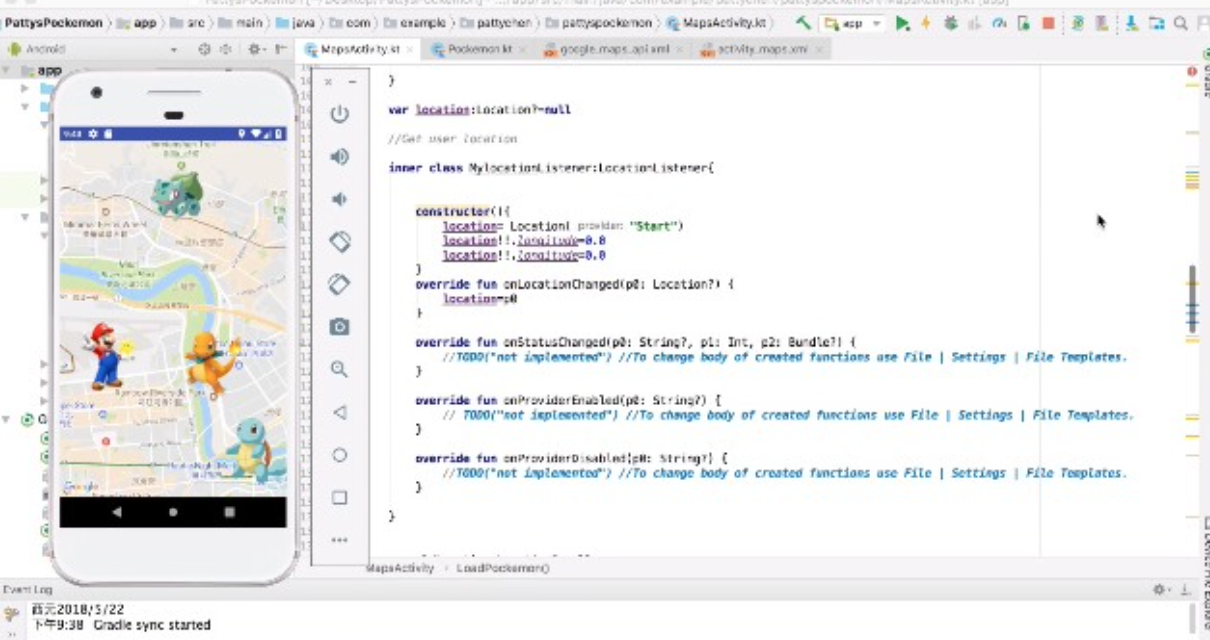 PattysPockemon
app
src
main
java
com
example
pattychen
pattyspockemon
MapsActivity.kt
app
Android
MapsActivity.kt
Pockemon.kt
google_maps_api.xml
activity_maps.xml
app
}
var location:Location?=null
//Get user location
inner class MylocationListener:LocationListener{
constructor(){
location= Location( provider: "Start")
location!!.longitude=0.0
location!!.longitude=0.0
}
override fun onLocationChanged(p0: Location?) {
location=p0
}
override fun onStatusChanged(p0: String?, p1: Int, p2: Bundle?) {
//TODO("not implemented") //To change body of created functions use File | Settings | File Templates.
}
override fun onProviderEnabled(p0: String?) {
// TODO("not implemented") //To change body of created functions use File | Settings | File Templates.
}
override fun onProviderDisabled(p0: String?) {
//TODO("not implemented") //To change body of created functions use File | Settings | File Templates.
}
}
Google
MapsActivity
LoadPockemon()
Event Log
西元2018/5/22
下午9:38 Gradle sync started